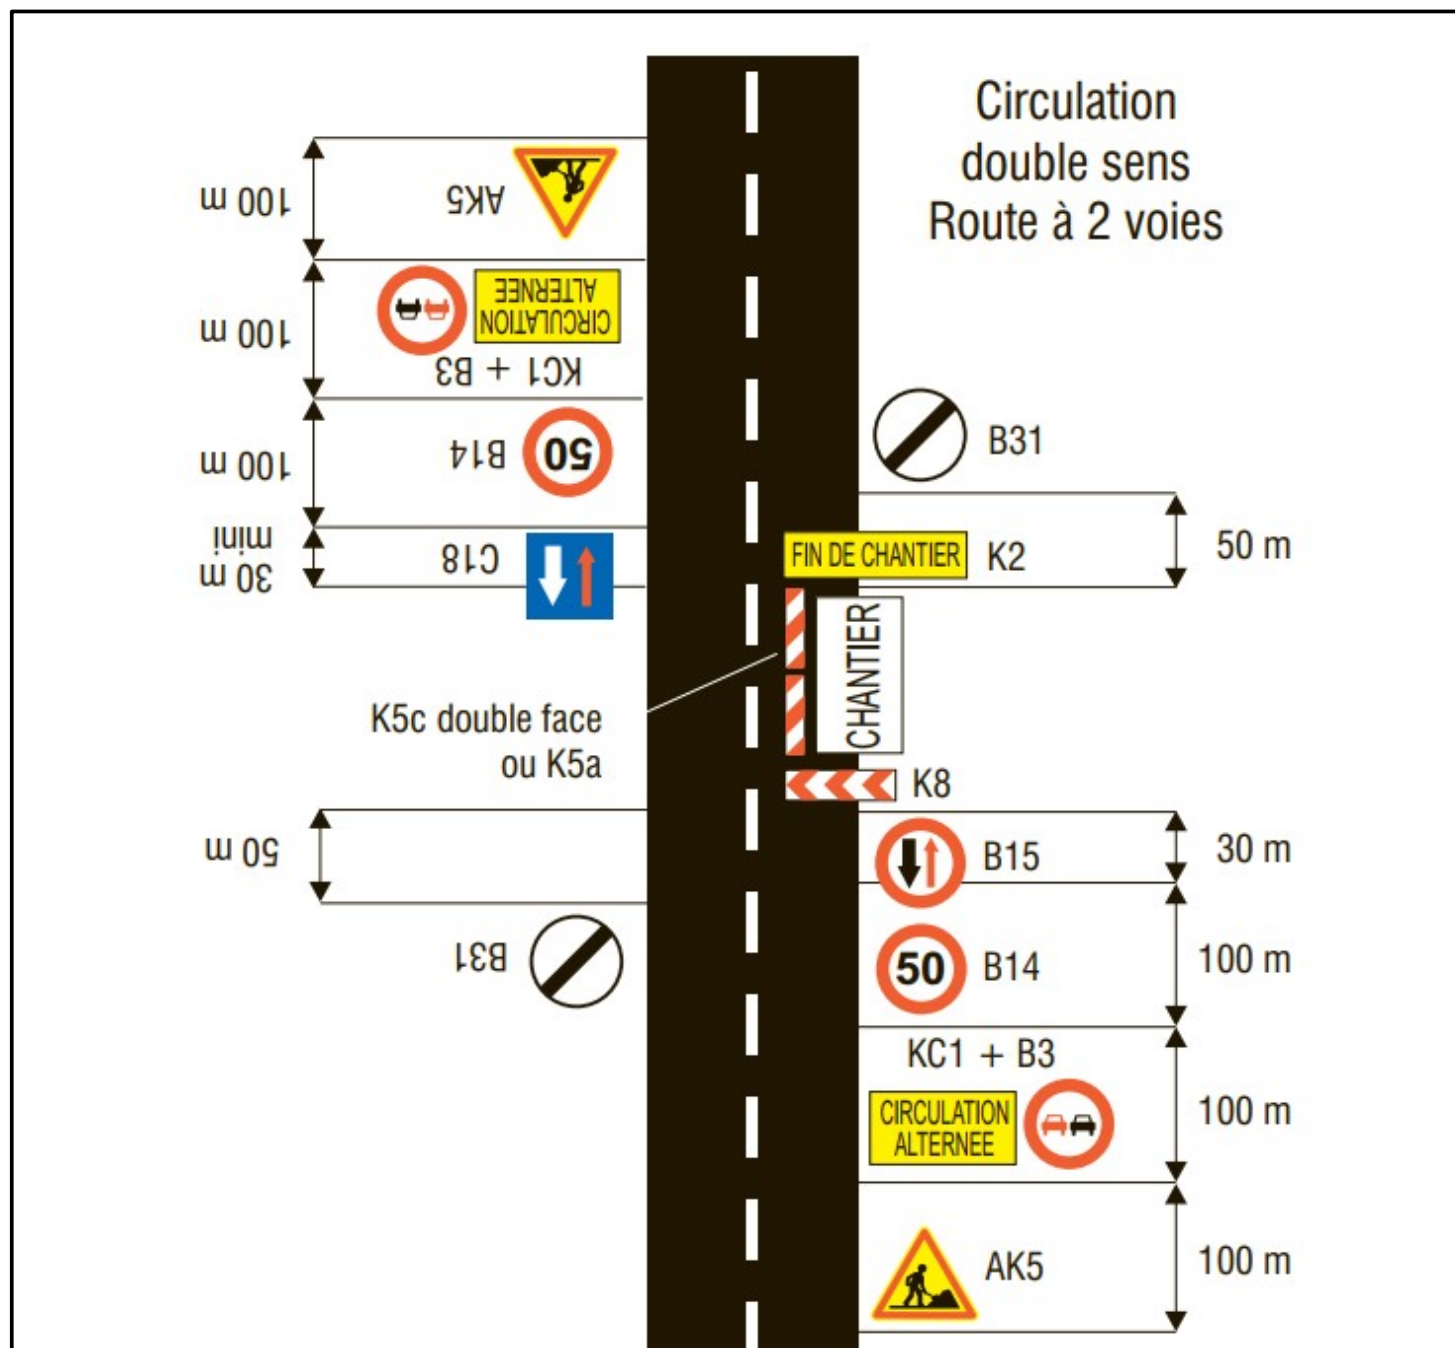 Circulation
double sens
Route à 2 voies
100 m
AK5
100 m
CIRCULATION
ALTERNEE
KC1 + B3
100 m
B14
50
30 m
mini
C18
B31
FIN DE CHANTIER
K2
50 m
CHANTIER
K5c double face
ou K5a
K8
50 m
B31
B15
30 m
50
B14
100 m
KC1 + B3
CIRCULATION
ALTERNEE
100 m
AK5
100 m